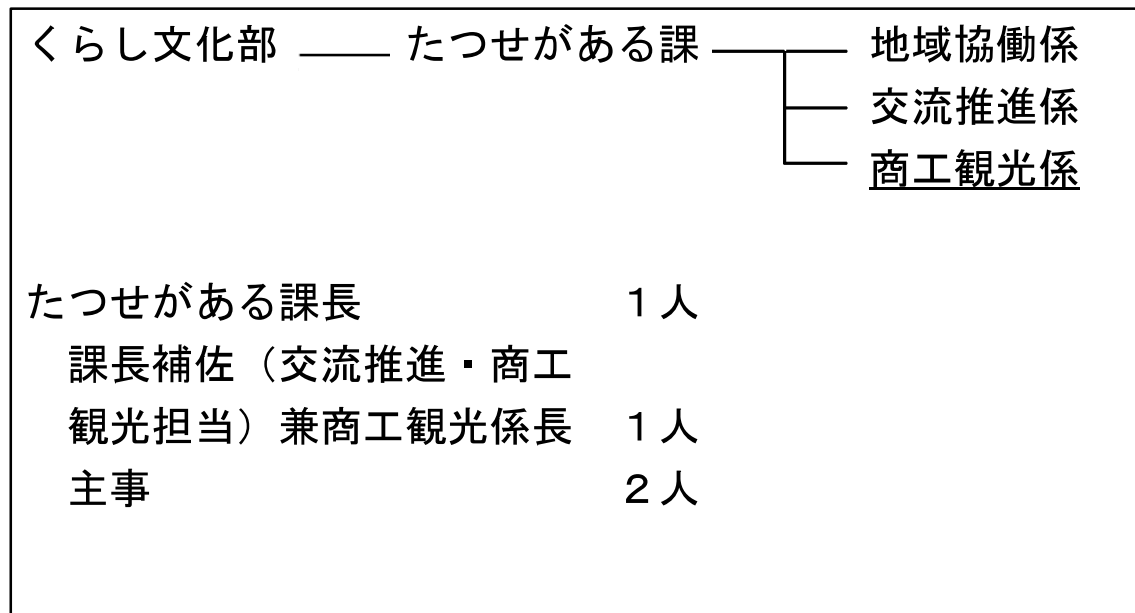 くらし文化部 たつせがある課 地域協働係
交流推進係
商工観光係
たつせがある課長 1人
課長補佐（交流推進・商工
観光担当）兼商工観光係長 1人
主事 2人